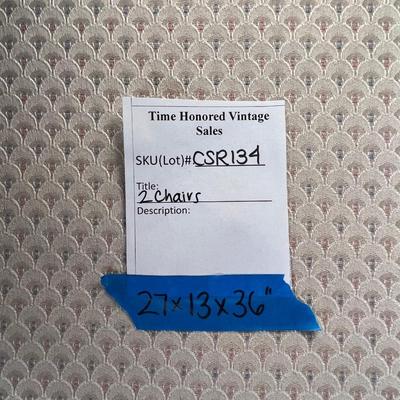 Time Honored Vintage
Sales
SKU(Lot)# CSR134
Title:
2 Chairs
Description:
27x13x36"